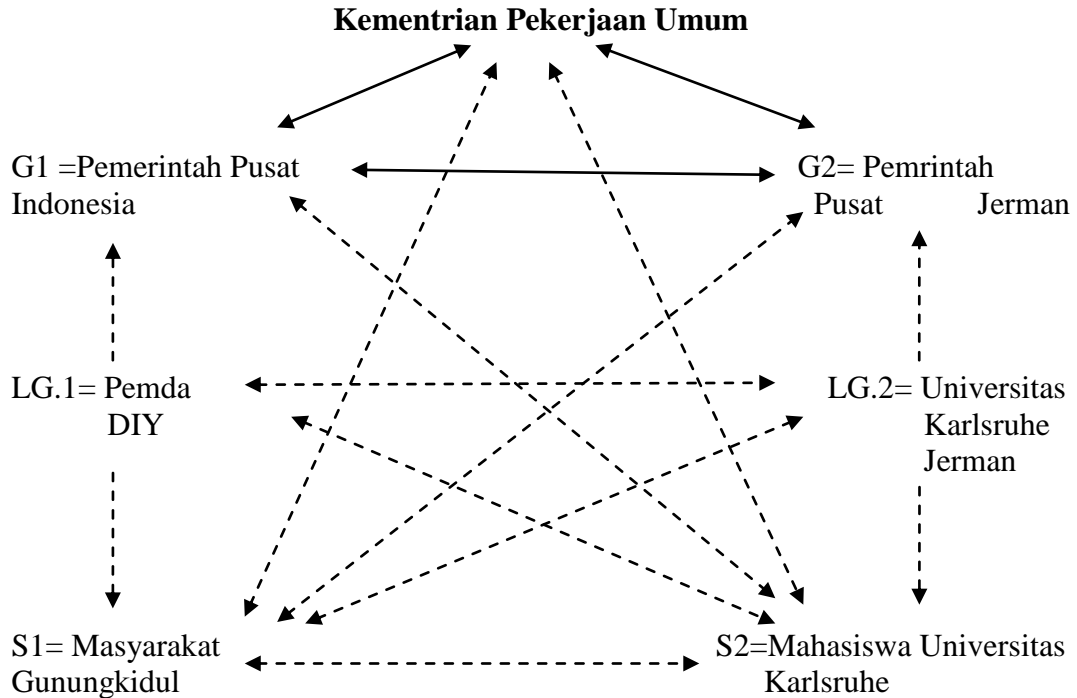 Kementrian Pekerjaan Umum
G1 =Pemerintah Pusat
Indonesia
G2= Pemrintah
Pusat Jerman
LG.1= Pemda
DIY
LG.2= Universitas
Karlsruhe
Jerman
S1= Masyarakat
Gunungkidul
S2=Mahasiswa Universitas
Karlsruhe